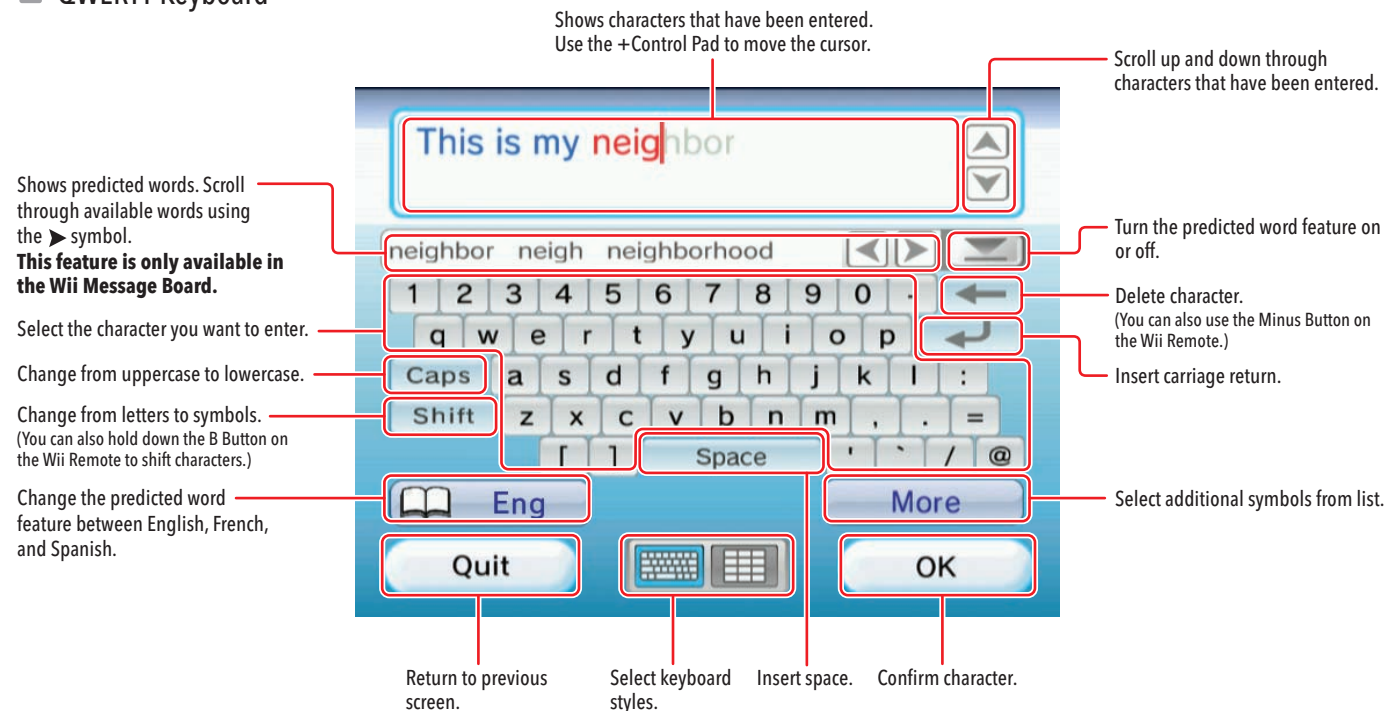 QWERTY Keyboard
Shows characters that have been entered.
Use the +Control Pad to move the cursor.
Scroll up and down through
characters that have been entered.
This is my neighbor
Shows predicted words. Scroll
through available words using
the ➤ symbol.
This feature is only available in
the Wii Message Board.
Turn the predicted word feature on
or off.
neighbor neigh neighborhood
Delete character.
(You can also use the Minus Button on
the Wii Remote.)
1 2 3 4 5 6 7 8 9 0 -
Select the character you want to enter.
q w e r t y u i o p
Insert carriage return.
Change from uppercase to lowercase.
Caps a s d f g h j k l :
Change from letters to symbols.
(You can also hold down the B Button on
the Wii Remote to shift characters.)
Shift z x c v b n m , . =
[ ] Space ' ` / @
Change the predicted word
feature between English, French,
and Spanish.
Eng
More
Select additional symbols from list.
Quit
OK
Return to previous
screen.
Select keyboard
styles.
Insert space.
Confirm character.